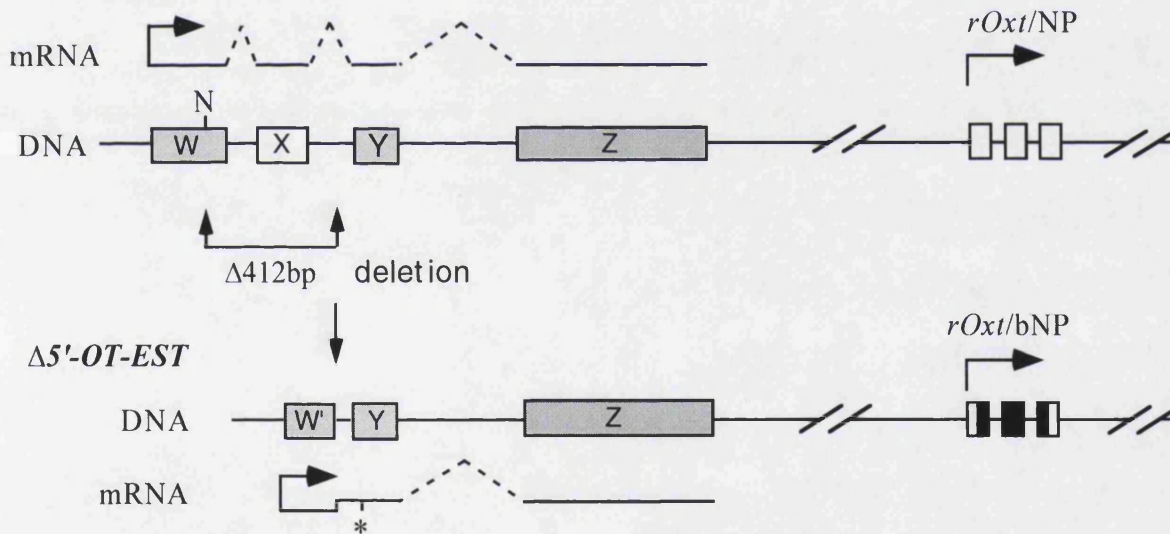 rOxt/NP
mRNA
N
DNA W X Y Z
Δ412bp deletion
rOxt/bNP
Δ5'-OT-EST
DNA W' Y Z
mRNA
*